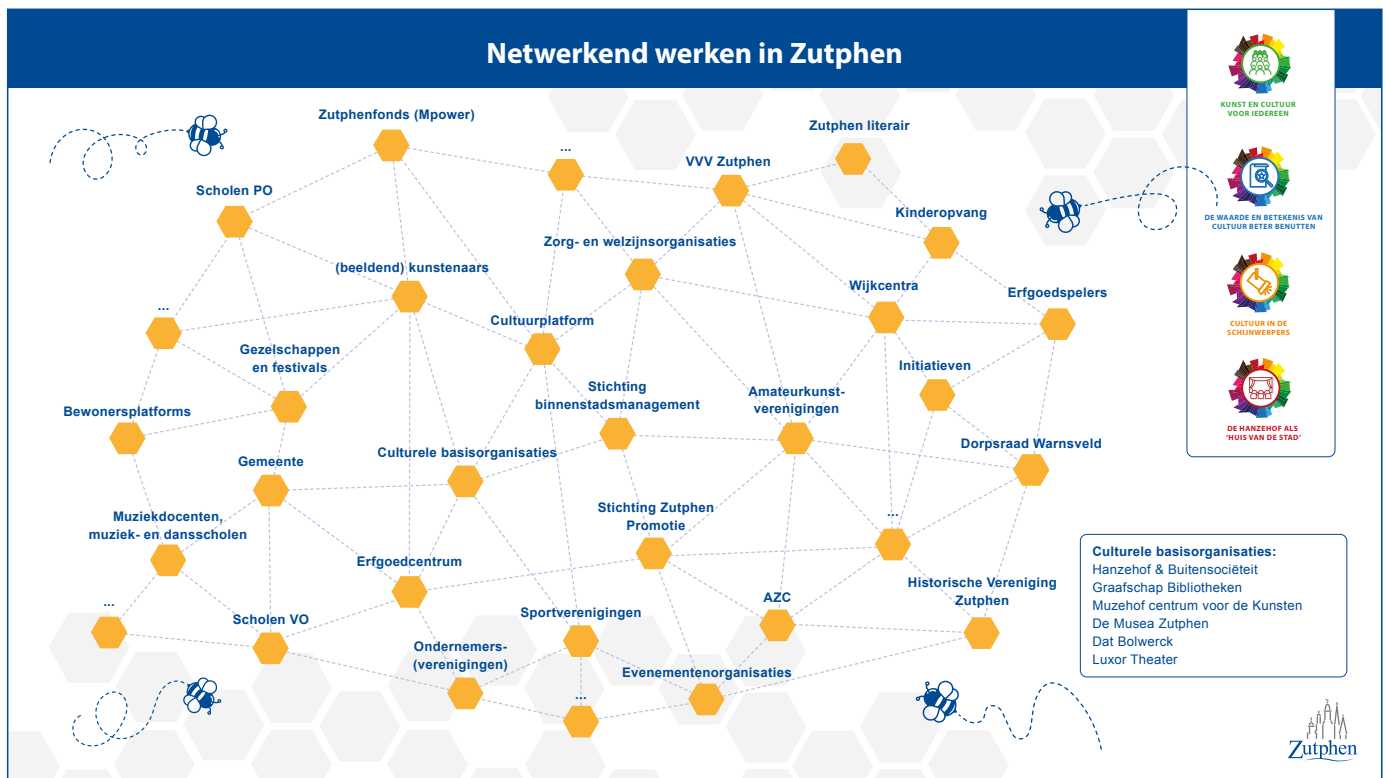 Netwerkend werken in Zutphen
KUNST EN CULTUUR
VOOR IEDEREEN
DE WAARDE EN BETEKENIS VAN
CULTUUR BETER BENUTTEN
CULTUUR IN DE
SCHIJNWERPERS
DE HANZEHOF ALS
‘HUIS VAN DE STAD’
Zutphenfonds (Mpower)
...
VVV Zutphen
Zutphen literair
Scholen PO
Kinderopvang
Zorg- en welzijnsorganisaties
(beeldend) kunstenaars
Wijkcentra
Erfgoedspelers
...
Cultuurplatform
Gezelschappen
en festivals
Initiatieven
Stichting
binnenstadsmanagement
Amateurkunst-
verenigingen
Bewonersplatforms
Dorpsraad Warnsveld
Culturele basisorganisaties
Gemeente
Stichting Zutphen
Promotie
...
Muziekdocenten,
muziek- en dansscholen
Erfgoedcentrum
Historische Vereniging
Zutphen
AZC
...
Scholen VO
Sportverenigingen
Ondernemers-
(verenigingen)
Evenementenorganisaties
...
Culturele basisorganisaties:
Hanzehof & Buitensociëteit
Graafschap Bibliotheken
Muzehof centrum voor de Kunsten
De Musea Zutphen
Dat Bolwerck
Luxor Theater
Zutphen